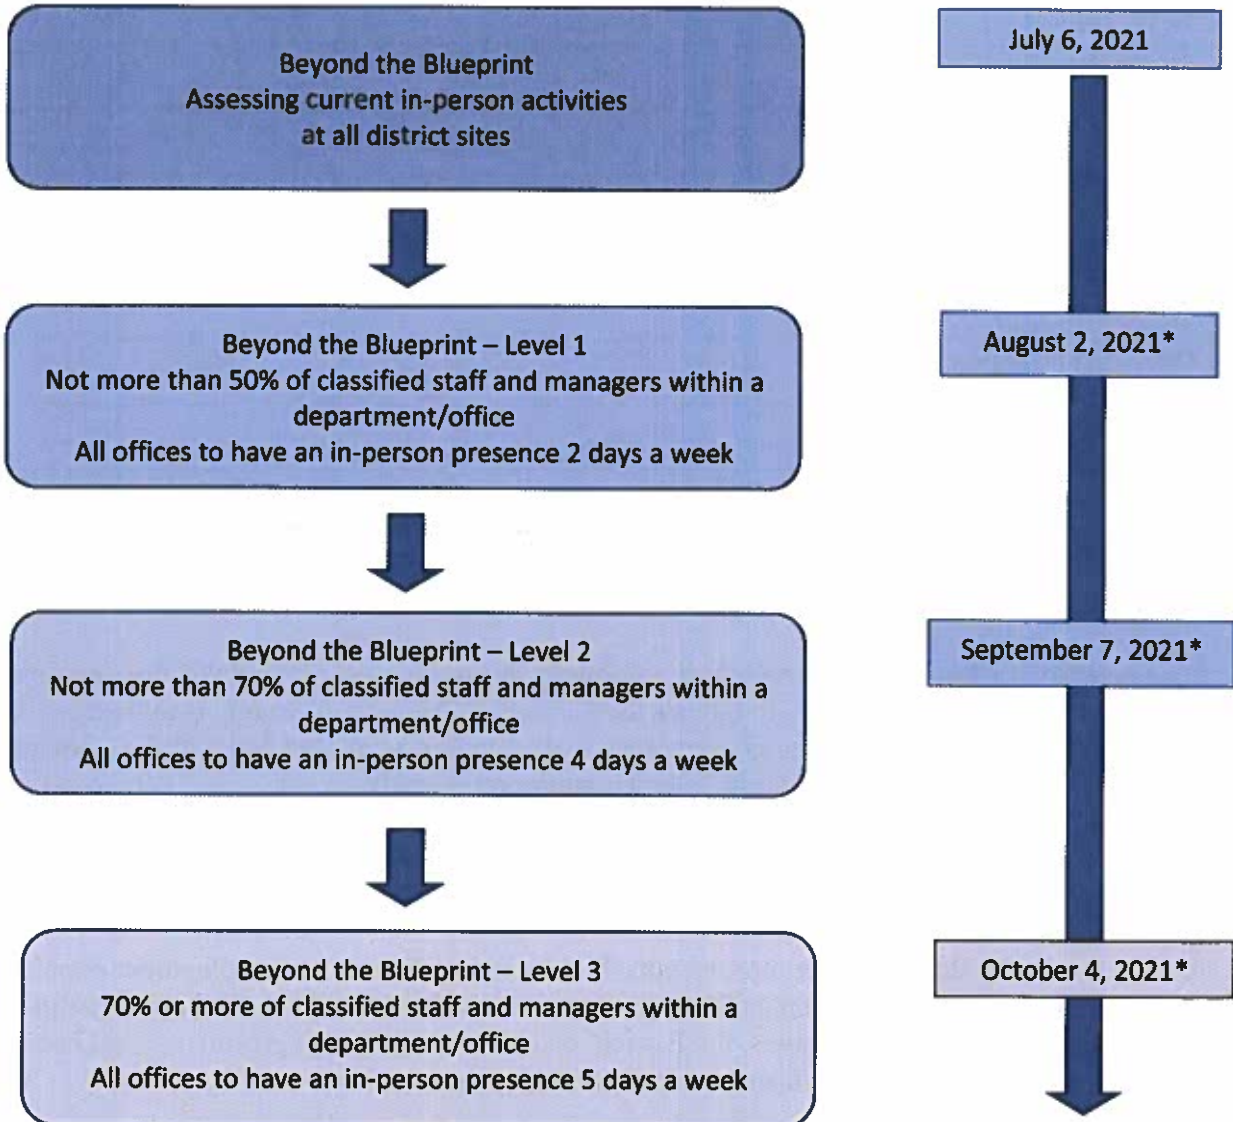 Beyond the Blueprint
Assessing current in-person activities
at all district sites
July 6, 2021
Beyond the Blueprint – Level 1
Not more than 50% of classified staff and managers within a
department/office
All offices to have an in-person presence 2 days a week
August 2, 2021*
Beyond the Blueprint – Level 2
Not more than 70% of classified staff and managers within a
department/office
All offices to have an in-person presence 4 days a week
September 7, 2021*
Beyond the Blueprint – Level 3
70% or more of classified staff and managers within a
department/office
All offices to have an in-person presence 5 days a week
October 4, 2021*